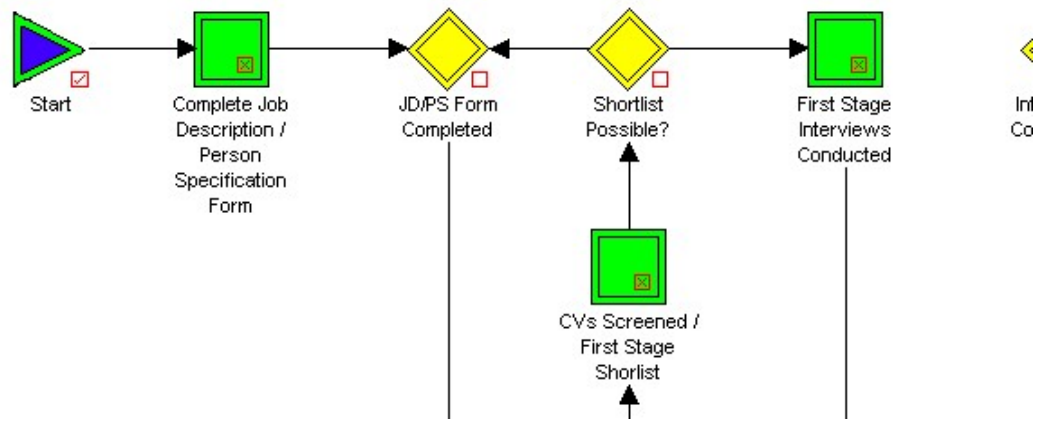 Start
Complete Job
Description /
Person
Specification
Form
JD/PS Form
Completed
Shortlist
Possible?
First Stage
Interviews
Conducted
CVs Screened /
First Stage
Shorlist